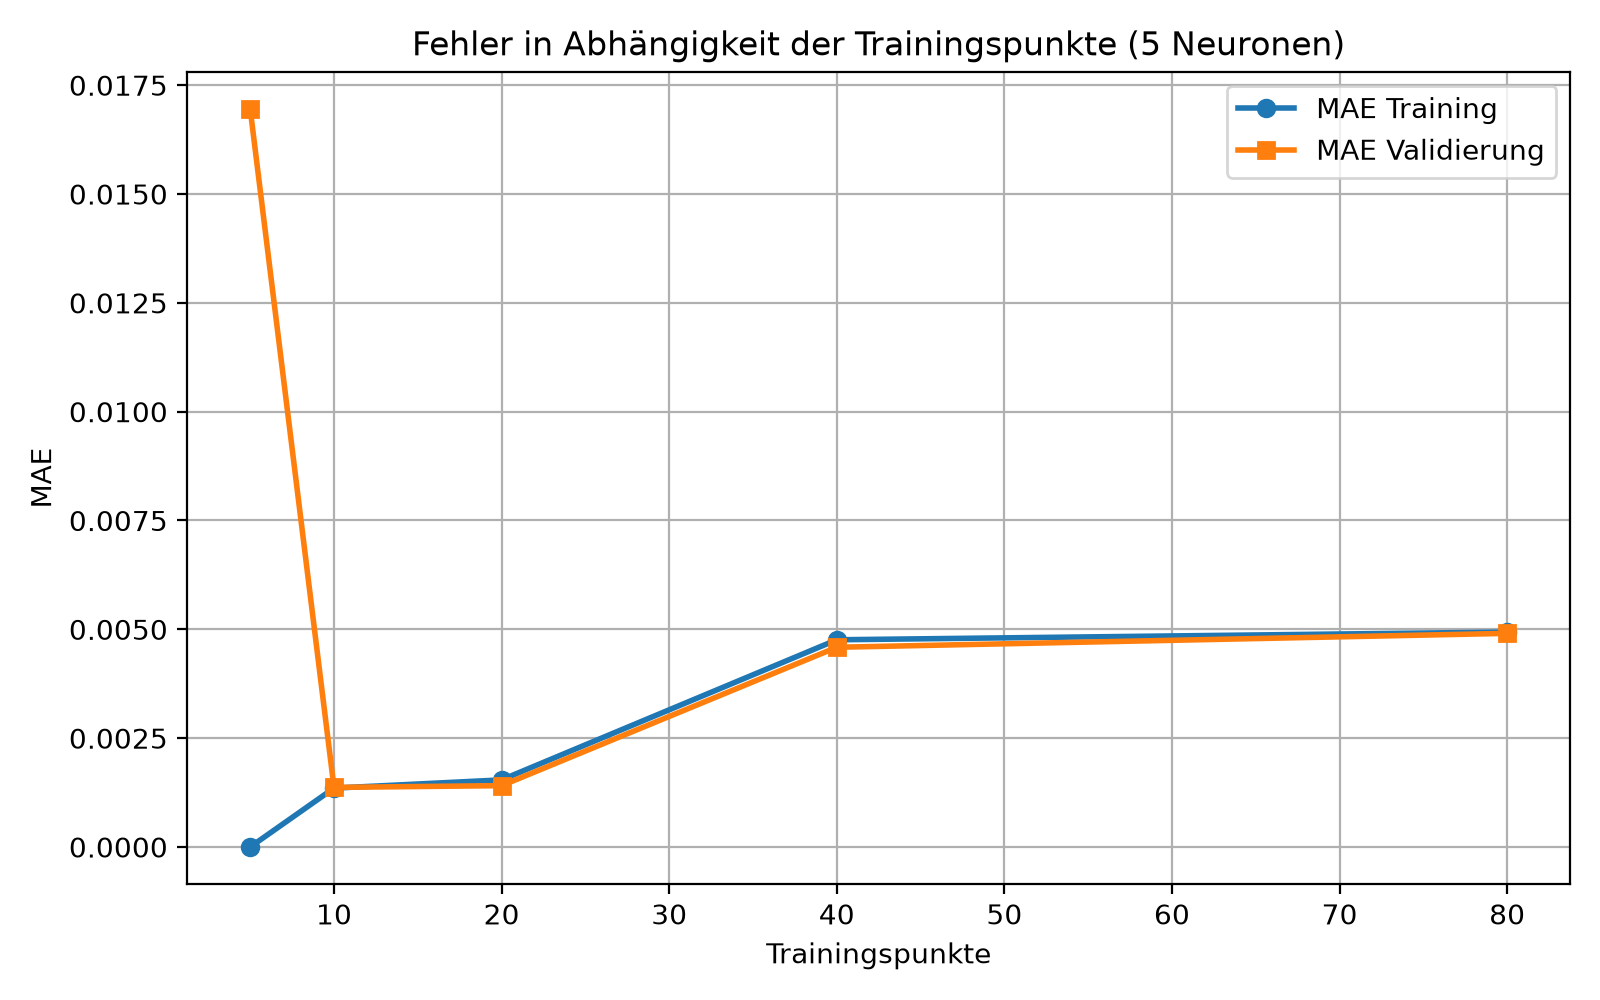 Fehler in Abhängigkeit der Trainingspunkte (5 Neuronen)
MAE Training
MAE Validierung
0.0175
0.0150
0.0125
0.0100
0.0075
0.0050
0.0025
0.0000
MAE
10 20 30 40 50 60 70 80
Trainingspunkte